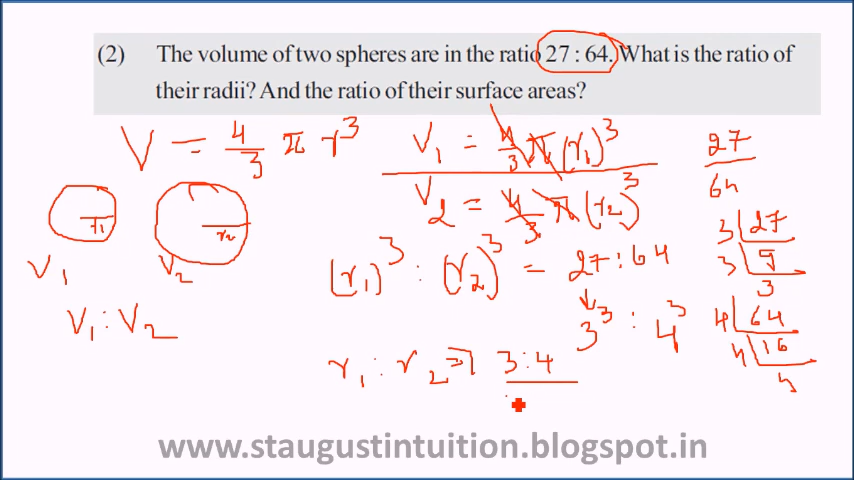 (2) The volume of two spheres are in the ratio 27 : 64. What is the ratio of
their radii? And the ratio of their surface areas?
V = 4/3 π r³
V₁ = 4/3 π (r₁)³
V₂ = 4/3 π (r₂)³
27/64
r₁ r₂
V₁ V₂
V₁ : V₂
(r₁)³ : (r₂)³ = 27 : 64
3³ : 4³
r₁ : r₂ ⇒ 3 : 4
3 27
3 9
3
4 64
4 16
4
www.staugustintuition.blogspot.in